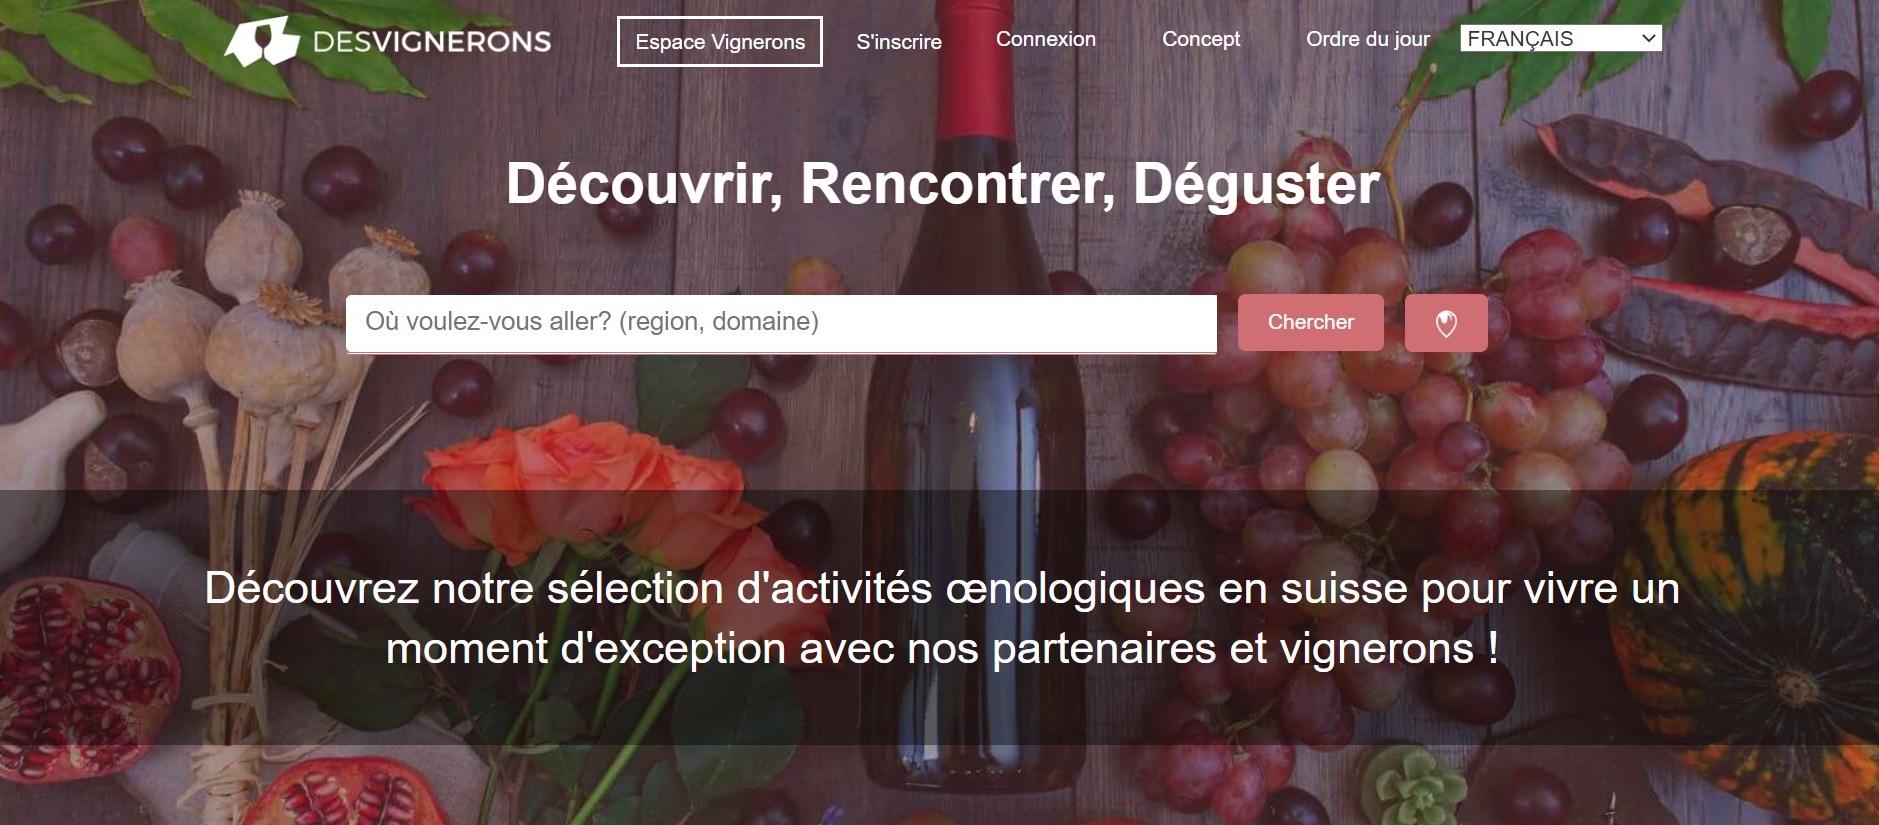 DESVIGNERONS
Espace Vignerons
S'inscrire
Connexion
Concept
Ordre du jour
FRANÇAIS
Découvrir, Rencontrer, Déguster
Où voulez-vous aller? (region, domaine)
Chercher
Découvrez notre sélection d'activités œnologiques en suisse pour vivre un
moment d'exception avec nos partenaires et vignerons !